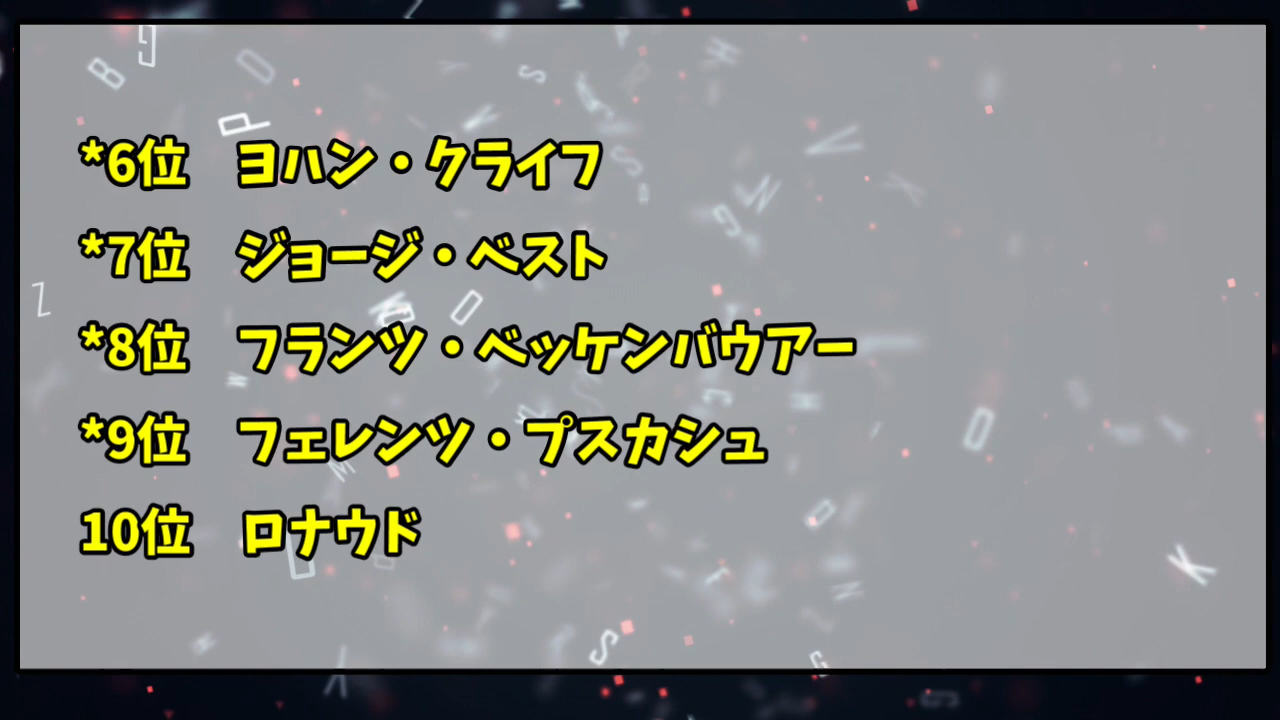 *6位　ヨハン・クライフ
*7位　ジョージ・ベスト
*8位　フランツ・ベッケンバウアー
*9位　フェレンツ・プスカシュ
10位　ロナウド